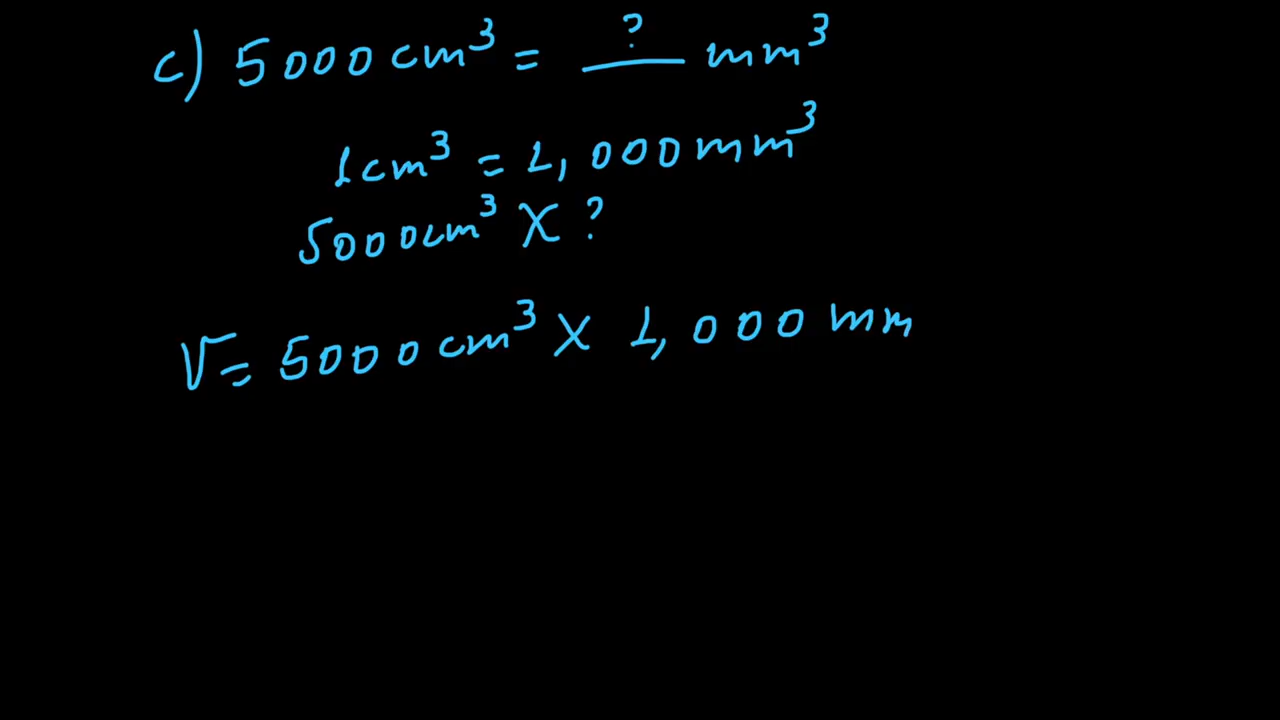 c) 5000 cm³ = ? mm³
1 cm³ = 1,000 mm³
5000 cm³ X ?
V = 5000 cm³ X 1,000 mm